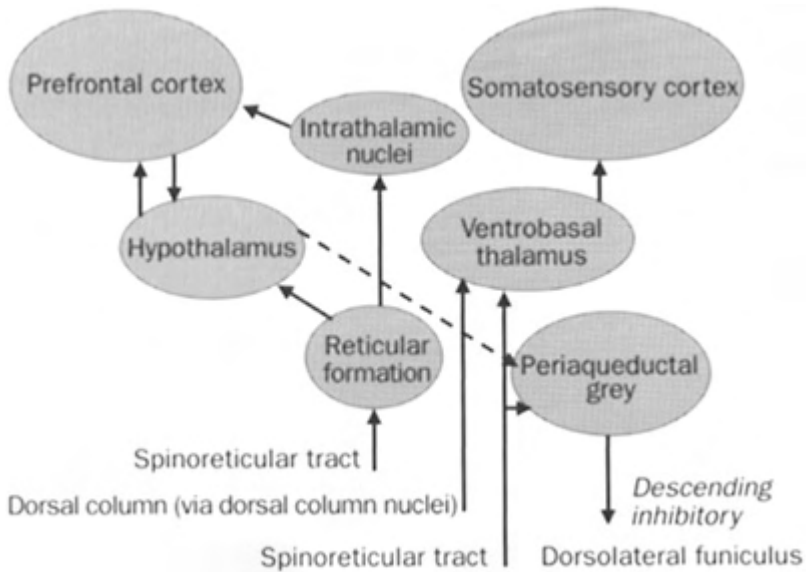 Prefrontal cortex
Somatosensory cortex
Intrathalamic
nuclei
Hypothalamus
Ventrobasal
thalamus
Reticular
formation
Periaqueductal
grey
Spinoreticular tract
Dorsal column (via dorsal column nuclei)
Descending
inhibitory
Spinoreticular tract
Dorsolateral funiculus